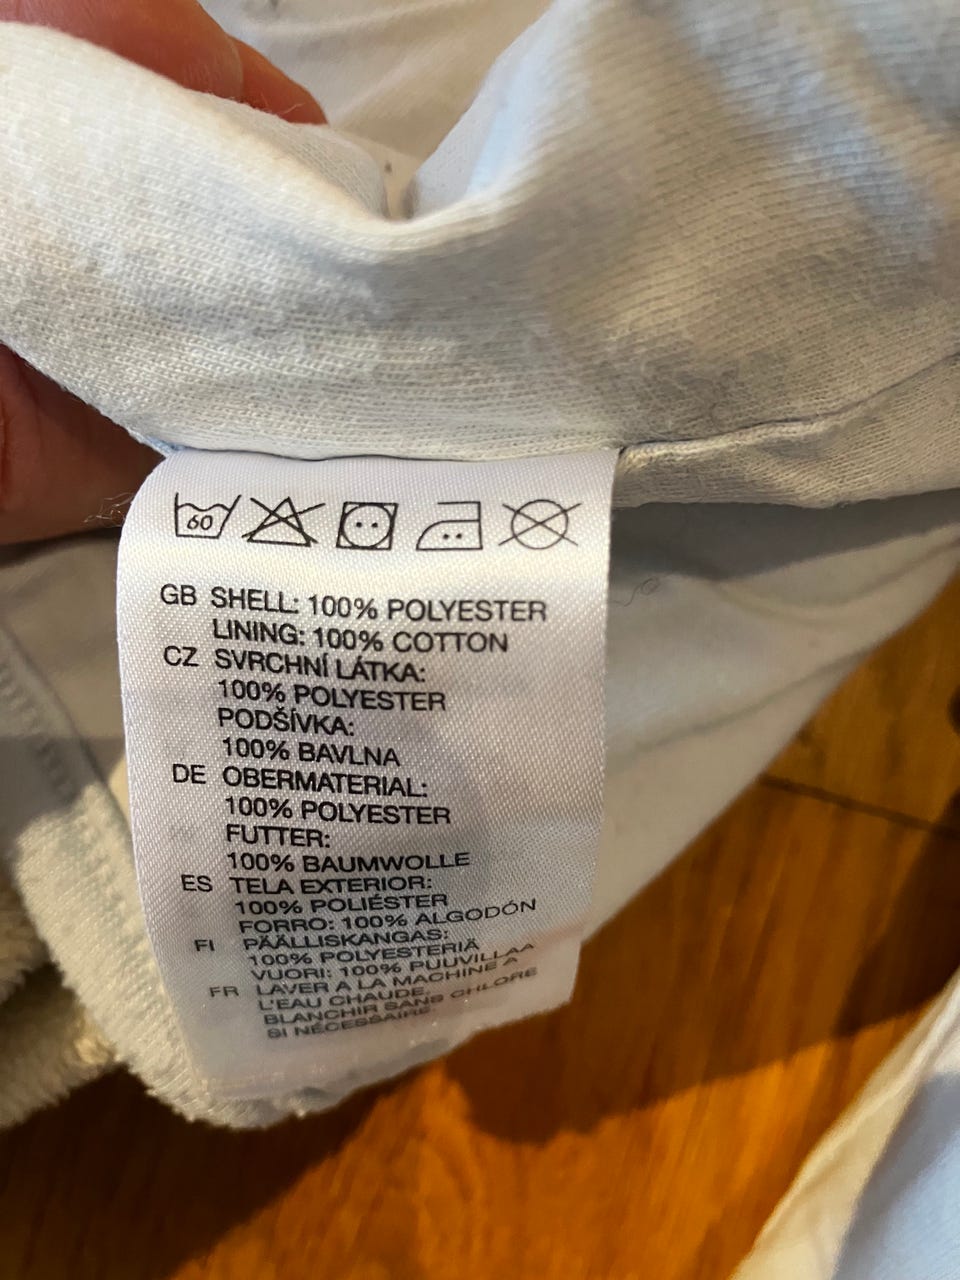 60
GB SHELL: 100% POLYESTER
LINING: 100% COTTON
CZ SVRCHNÍ LÁTKA:
100% POLYESTER
PODŠÍVKA:
100% BAVLNA
DE OBERMATERIAL:
100% POLYESTER
FUTTER:
100% BAUMWOLLE
ES TELA EXTERIOR:
100% POLIÉSTER
FORRO: 100% ALGODÓN
FI PÄÄLLISKANGAS:
100% POLYESTERIÄ
VUORI: 100% PUUVILLAA
FR LAVER A LA MACHINE A
L'EAU CHAUDE.
BLANCHIR SANS CHLORE
SI NÉCESSAIRE.